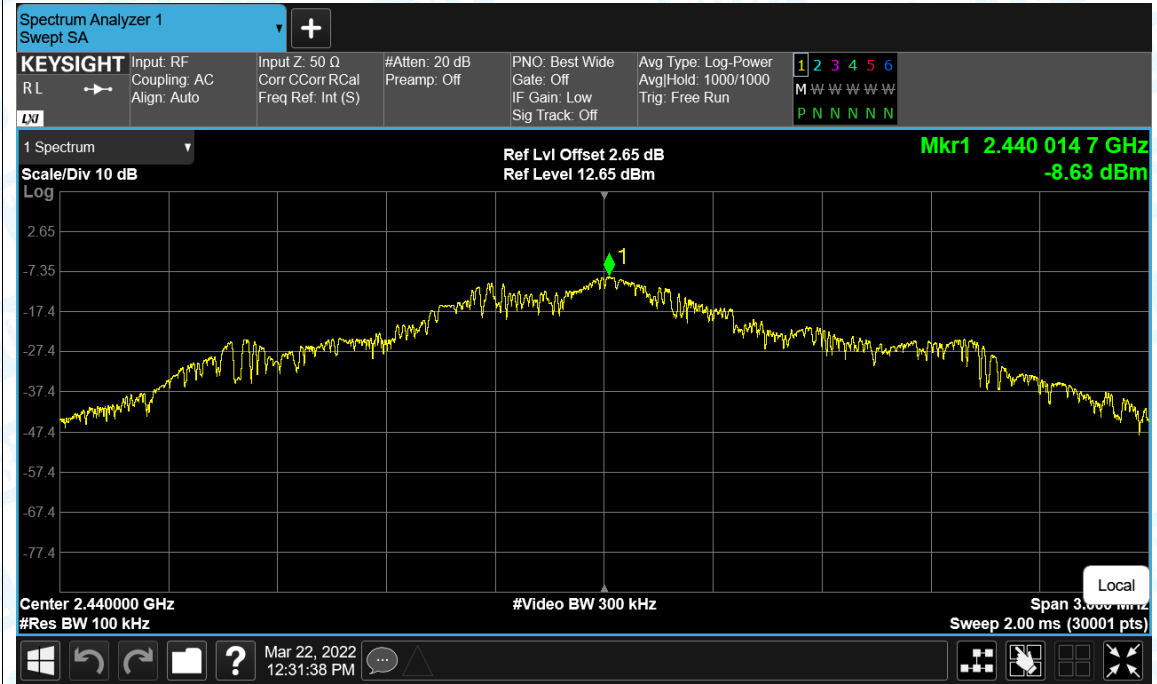 Spectrum Analyzer 1
Swept SA
KEYSIGHT
R L
LXI
Input: RF
Coupling: AC
Align: Auto
Input Z: 50 Ω
Corr CCorr RCal
Freq Ref: Int (S)
#Atten: 20 dB
Preamp: Off
PNO: Best Wide
Gate: Off
IF Gain: Low
Sig Track: Off
Avg Type: Log-Power
Avg|Hold: 1000/1000
Trig: Free Run
1 2 3 4 5 6
M W W W W W
P N N N N N
1 Spectrum
Scale/Div 10 dB
Ref Lvl Offset 2.65 dB
Ref Level 12.65 dBm
Mkr1 2.440 014 7 GHz
-8.63 dBm
Log
2.65
-7.35
-17.4
-27.4
-37.4
-47.4
-57.4
-67.4
-77.4
1
Local
Center 2.440000 GHz
#Res BW 100 kHz
#Video BW 300 kHz
Span
Sweep 2.00 ms (30001 pts)
?
Mar 22, 2022
12:31:38 PM